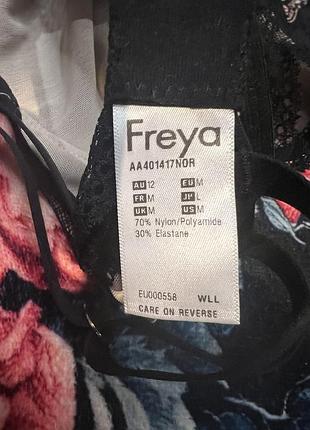 Freya
AA401417NOR
AU 12 EU M
FR M JP L
UK M US M
70% Nylon/Polyamide
30% Elastane
EU000558 WLL
CARE ON REVERSE